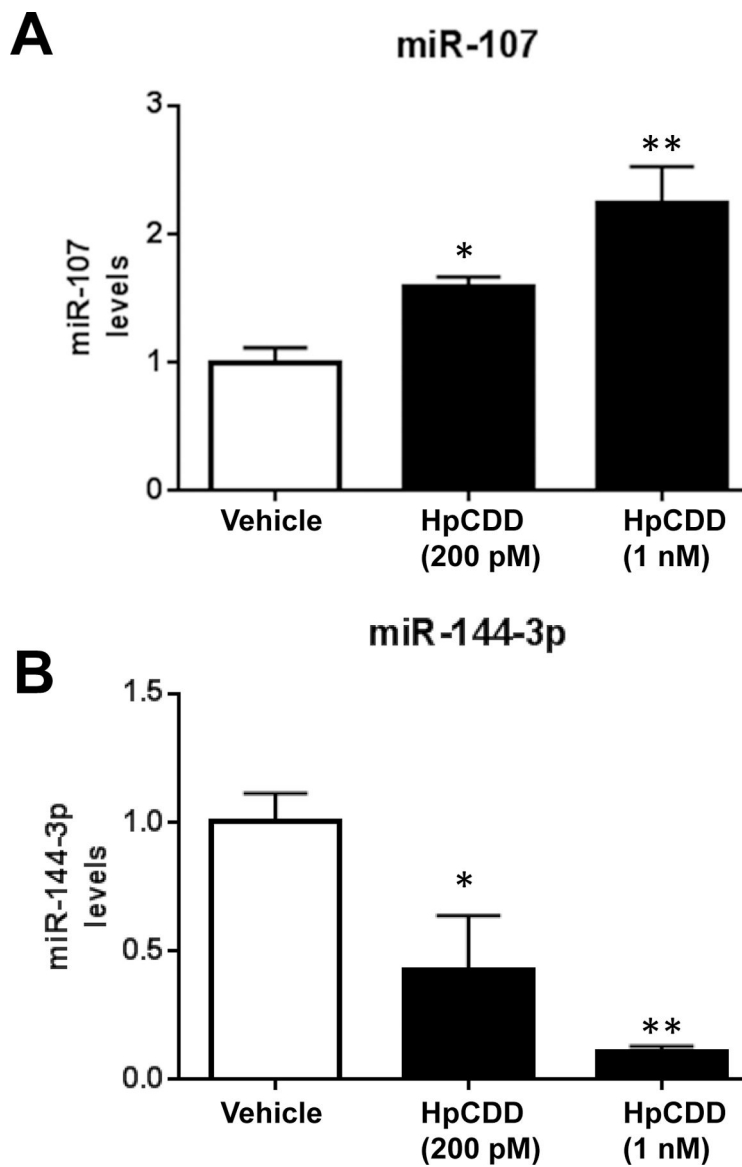 A
miR-107
3
2
1
0
miR-107
levels
*
**
Vehicle
HpCDD
(200 pM)
HpCDD
(1 nM)
miR-144-3p
B
1.5
1.0
0.5
0.0
miR-144-3p
levels
*
**
Vehicle
HpCDD
(200 pM)
HpCDD
(1 nM)